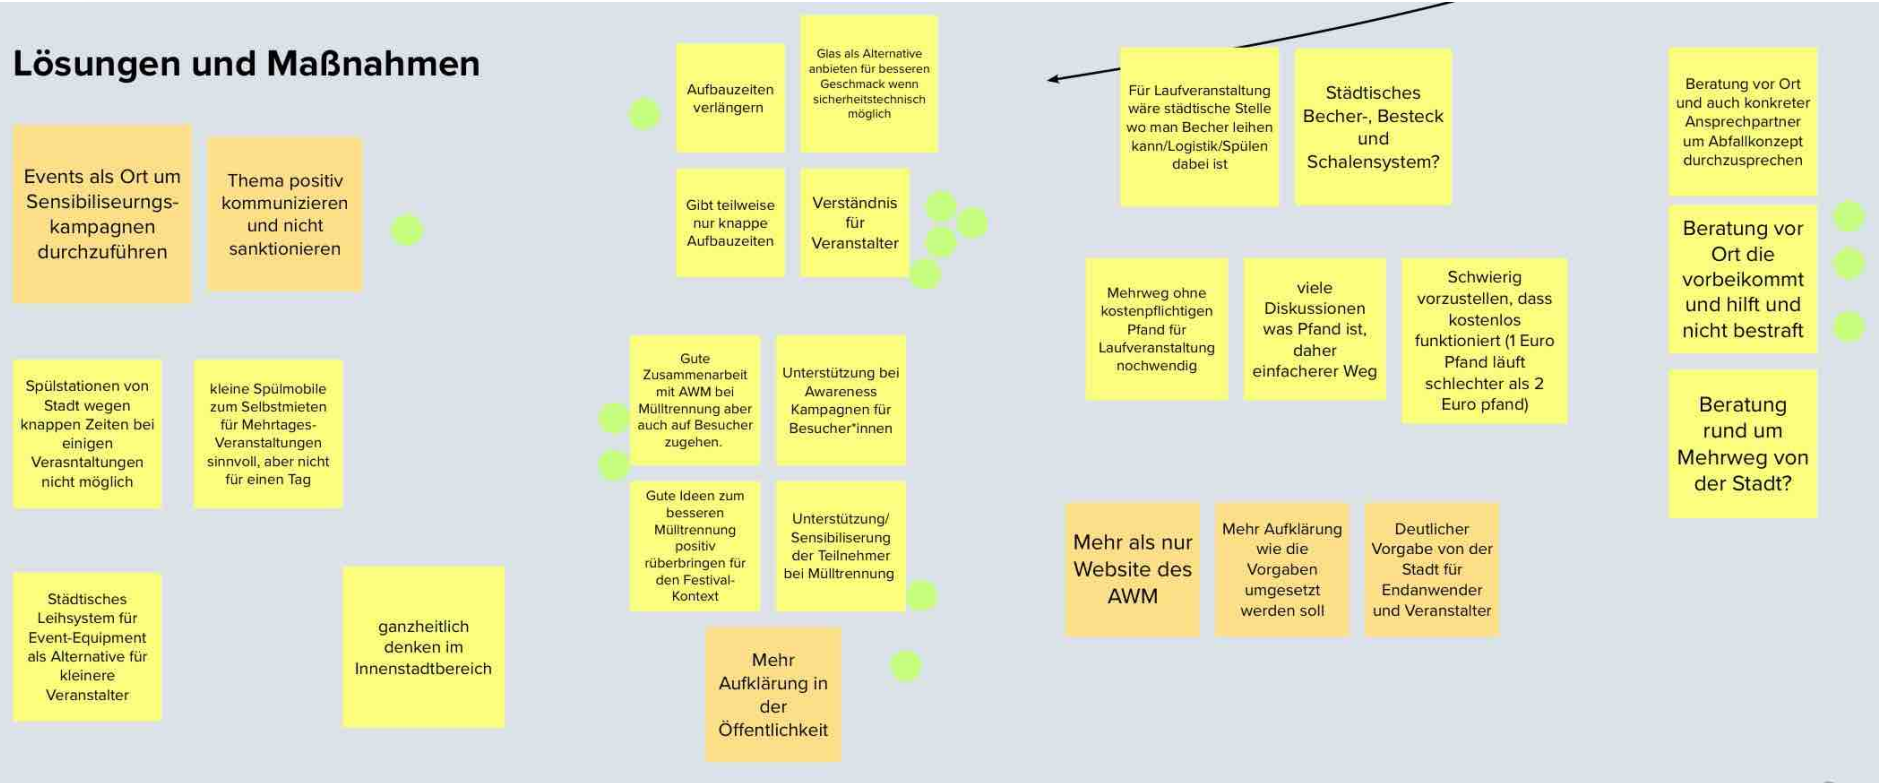 Lösungen und Maßnahmen
Events als Ort um
Sensibiliseurngs-
kampagnen
durchzuführen
Thema positiv
kommunizieren
und nicht
sanktionieren
Spülstationen von
Stadt wegen
knappen Zeiten bei
einigen
Verasntaltungen
nicht möglich
kleine Spülmobile
zum Selbstmieten
für Mehrtages-
Veranstaltungen
sinnvoll, aber nicht
für einen Tag
Städtisches
Leihsystem für
Event-Equipment
als Alternative für
kleinere
Veranstalter
ganzheitlich
denken im
Innenstadtbereich
Aufbauzeiten
verlängern
Glas als Alternative
anbieten für besseren
Geschmack wenn
sicherheitstechnisch
möglich
Gibt teilweise
nur knappe
Aufbauzeiten
Verständnis
für
Veranstalter
Gute
Zusammenarbeit
mit AWM bei
Mülltrennung aber
auch auf Besucher
zugehen.
Unterstützung bei
Awareness
Kampagnen für
Besucher*innen
Gute Ideen zum
besseren
Mülltrennung
positiv
rüberbringen für
den Festival-
Kontext
Unterstützung/
Sensibiliserung
der Teilnehmer
bei Mülltrennung
Mehr
Aufklärung in
der
Öffentlichkeit
Für Laufveranstaltung
wäre städtische Stelle
wo man Becher leihen
kann/Logistik/Spülen
dabei ist
Städtisches
Becher-, Besteck
und
Schalensystem?
Mehrweg ohne
kostenpflichtigen
Pfand für
Laufveranstaltung
nochwendig
viele
Diskussionen
was Pfand ist,
daher
einfacherer Weg
Schwierig
vorzustellen, dass
kostenlos
funktioniert (1 Euro
Pfand läuft
schlechter als 2
Euro pfand)
Mehr als nur
Website des
AWM
Mehr Aufklärung
wie die
Vorgaben
umgesetzt
werden soll
Deutlicher
Vorgabe von der
Stadt für
Endanwender
und Veranstalter
Beratung vor Ort
und auch konkreter
Ansprechpartner
um Abfallkonzept
durchzusprechen
Beratung vor
Ort die
vorbeikommt
und hilft und
nicht bestraft
Beratung
rund um
Mehrweg von
der Stadt?